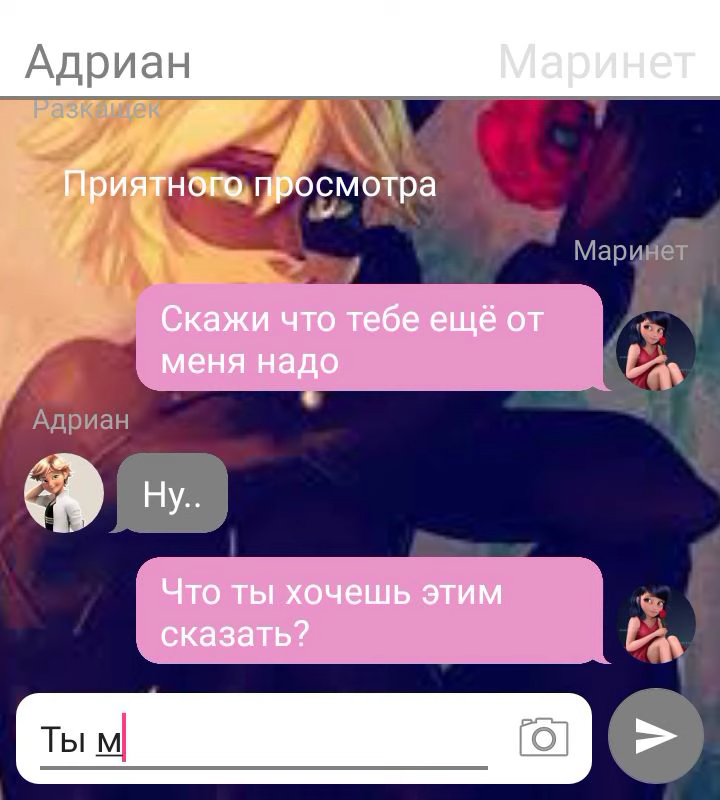 Адриан
Маринет
Разкащек
Приятного просмотра
Маринет
Скажи что тебе ещё от
меня надо
Адриан
Ну..
Что ты хочешь этим
сказать?
Ты м